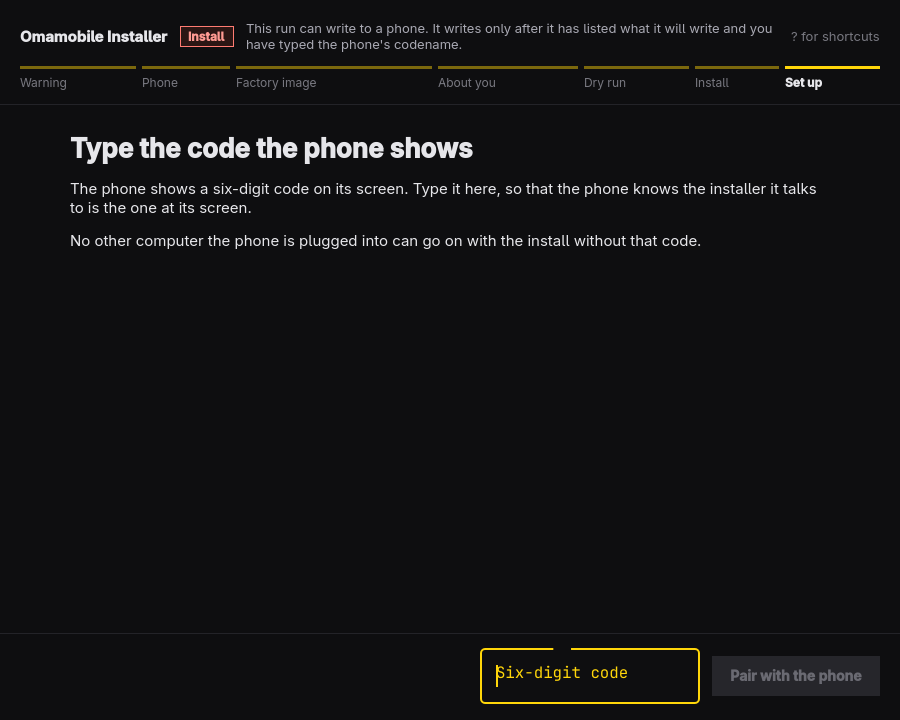 Omamobile Installer
Install
This run can write to a phone. It writes only after it has listed what it will write and you
have typed the phone's codename.
? for shortcuts
Warning
Phone
Factory image
About you
Dry run
Install
Set up
Type the code the phone shows
The phone shows a six-digit code on its screen. Type it here, so that the phone knows the installer it talks
to is the one at its screen.
No other computer the phone is plugged into can go on with the install without that code.
Six-digit code
Pair with the phone